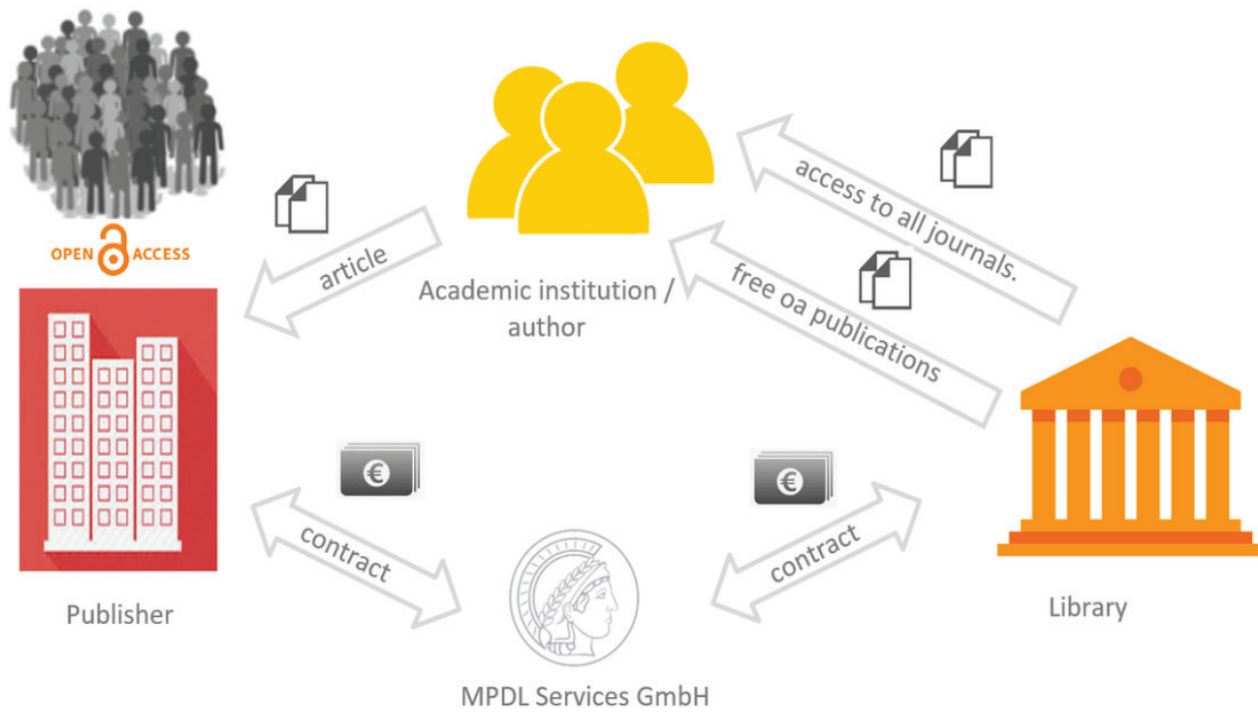 OPEN ACCESS
article
Academic institution /
author
access to all journals.
free oa publications
€
€
contract
contract
Publisher
Library
MPDL Services GmbH